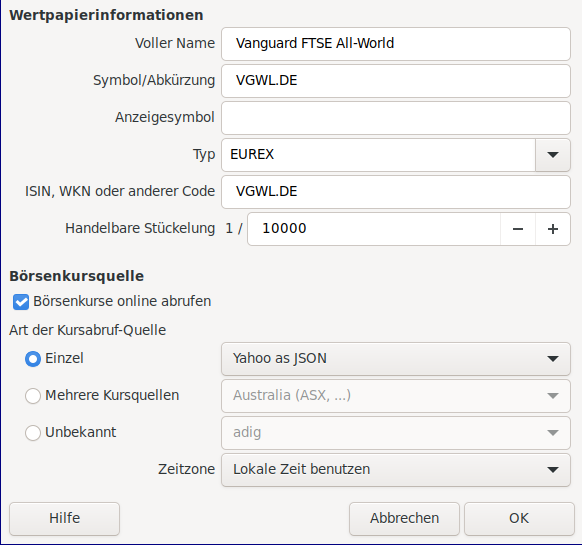 Wertpapierinformationen
Voller Name Vanguard FTSE All-World
Symbol/Abkürzung VGWL.DE
Anzeigesymbol
Typ EUREX
ISIN, WKN oder anderer Code VGWL.DE
Handelbare Stückelung 1 / 10000 − +
Börsenkursquelle
Börsenkurse online abrufen
Art der Kursabruf-Quelle
Einzel Yahoo as JSON
Mehrere Kursquellen Australia (ASX, ...)
Unbekannt adig
Zeitzone Lokale Zeit benutzen
Hilfe Abbrechen OK